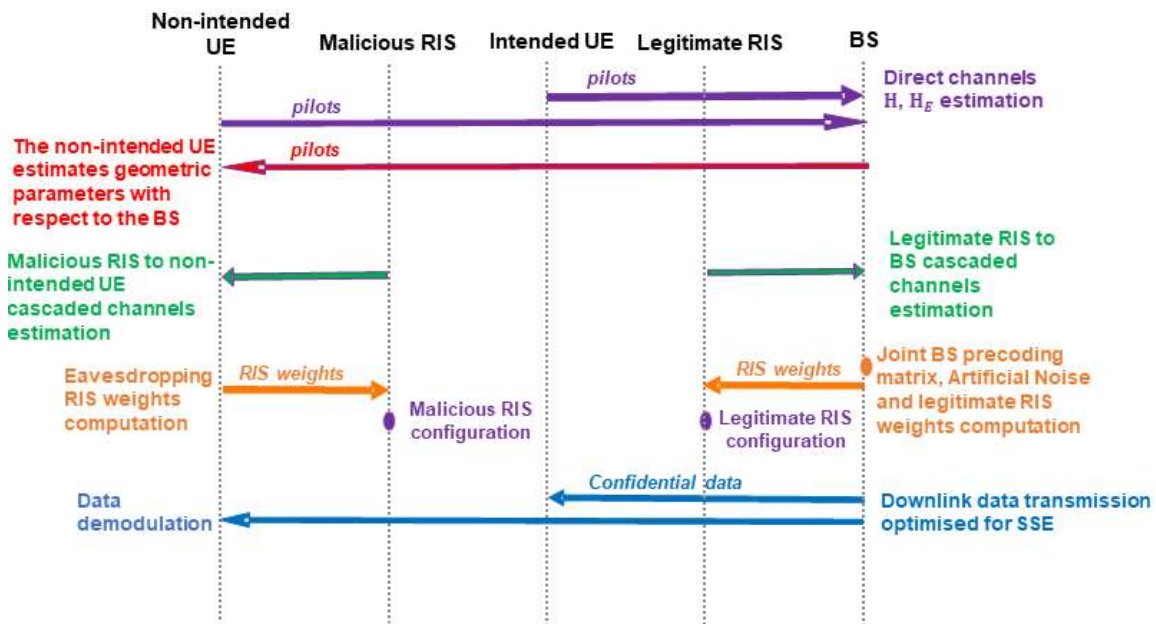 Non-intended
UE
Malicious RIS
Intended UE
Legitimate RIS
BS
pilots
Direct channels
H, H_E estimation
pilots
The non-intended UE
estimates geometric
parameters with
respect to the BS
pilots
Malicious RIS to non-
intended UE
cascaded channels
estimation
Legitimate RIS to
BS cascaded
channels
estimation
Eavesdropping
RIS weights
computation
RIS weights
RIS weights
Joint BS precoding
matrix, Artificial Noise
and legitimate RIS
weights computation
Malicious RIS
configuration
Legitimate RIS
configuration
Confidential data
Data
demodulation
Downlink data transmission
optimised for SSE